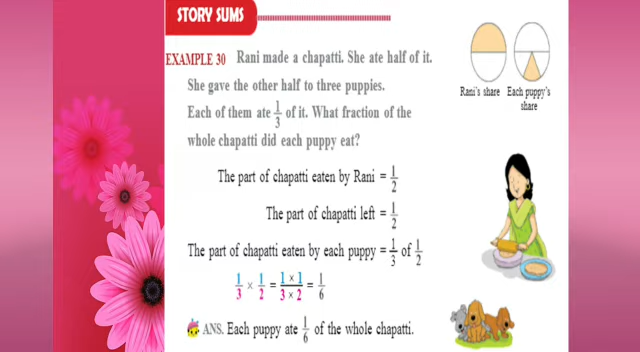 STORY SUMS
EXAMPLE 30 Rani made a chapatti. She ate half of it.
She gave the other half to three puppies.
Each of them ate 1/3 of it. What fraction of the
whole chapatti did each puppy eat?
Rani's share
Each puppy's
share
The part of chapatti eaten by Rani = 1/2
The part of chapatti left = 1/2
The part of chapatti eaten by each puppy = 1/3 of 1/2
1/3 × 1/2 = 1 × 1/3 × 2 = 1/6
ANS. Each puppy ate 1/6 of the whole chapatti.